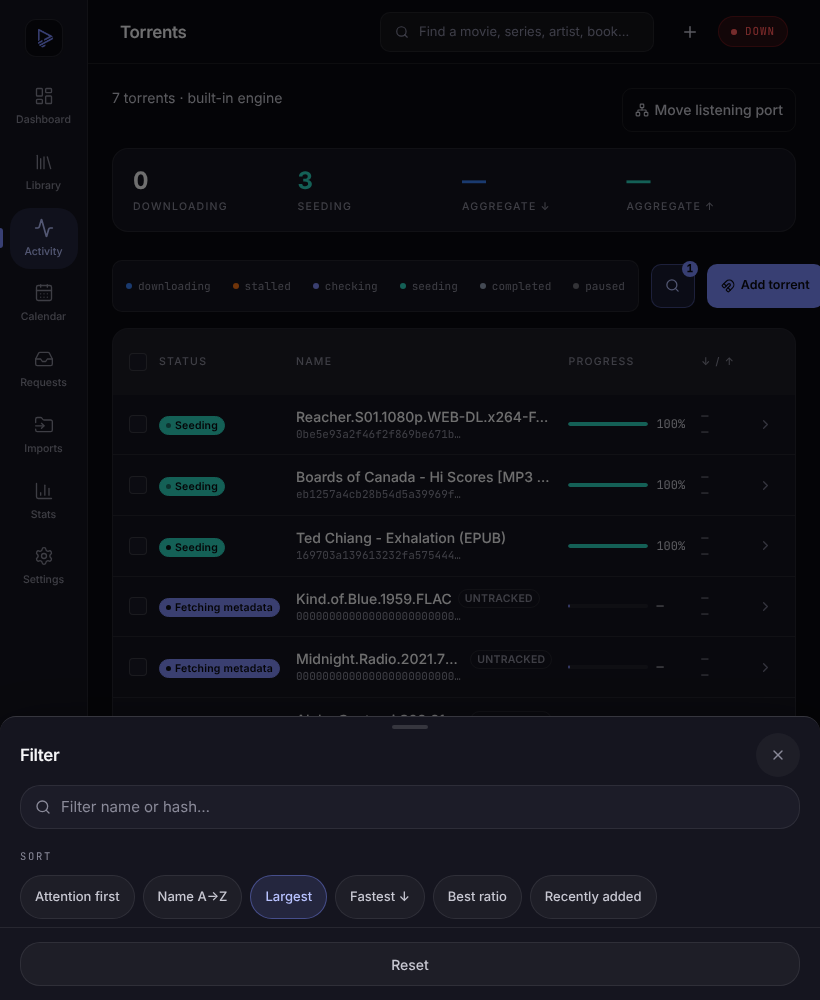 Torrents
Find a movie, series, artist, book...
DOWN
Dashboard
Library
Activity
Calendar
Requests
Imports
Stats
Settings
7 torrents · built-in engine
Move listening port
0
DOWNLOADING
3
SEEDING
—
AGGREGATE ↓
—
AGGREGATE ↑
downloading
stalled
checking
seeding
completed
paused
1
Add torrent
STATUS NAME PROGRESS ↓ / ↑
Seeding Reacher.S01.1080p.WEB-DL.x264-F… 100% —
0be5e93a2f46f2f869be671b… —
Seeding Boards of Canada - Hi Scores [MP3 … 100% —
eb1257a4cb28b54d5a39969f… —
Seeding Ted Chiang - Exhalation (EPUB) 100% —
169703a139613232fa575444… —
Fetching metadata Kind.of.Blue.1959.FLAC UNTRACKED — —
000000000000000000000000… —
Fetching metadata Midnight.Radio.2021.7… UNTRACKED — —
000000000000000000000000… —
Filter
Filter name or hash...
SORT
Attention first
Name A→Z
Largest
Fastest ↓
Best ratio
Recently added
Reset